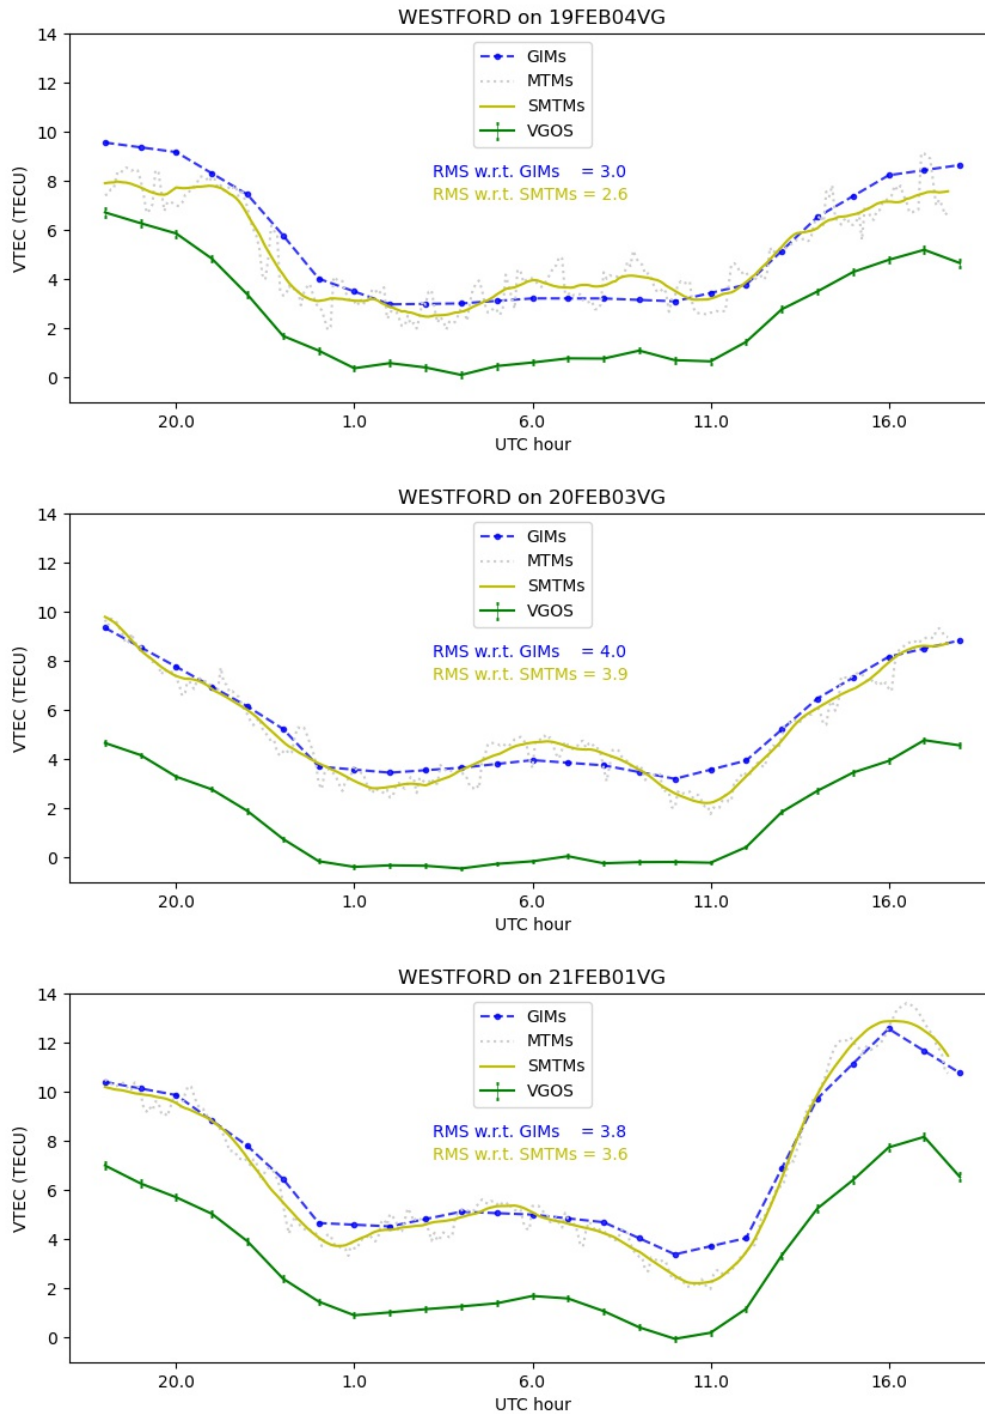 WESTFORD on 19FEB04VG
14
12
10
8
6
4
2
0
VTEC (TECU)
GIMs
MTMs
SMTMs
VGOS
RMS w.r.t. GIMs = 3.0
RMS w.r.t. SMTMs = 2.6
20.0 1.0 6.0 11.0 16.0
UTC hour
WESTFORD on 20FEB03VG
14
12
10
8
6
4
2
0
VTEC (TECU)
GIMs
MTMs
SMTMs
VGOS
RMS w.r.t. GIMs = 4.0
RMS w.r.t. SMTMs = 3.9
20.0 1.0 6.0 11.0 16.0
UTC hour
WESTFORD on 21FEB01VG
14
12
10
8
6
4
2
0
VTEC (TECU)
GIMs
MTMs
SMTMs
VGOS
RMS w.r.t. GIMs = 3.8
RMS w.r.t. SMTMs = 3.6
20.0 1.0 6.0 11.0 16.0
UTC hour